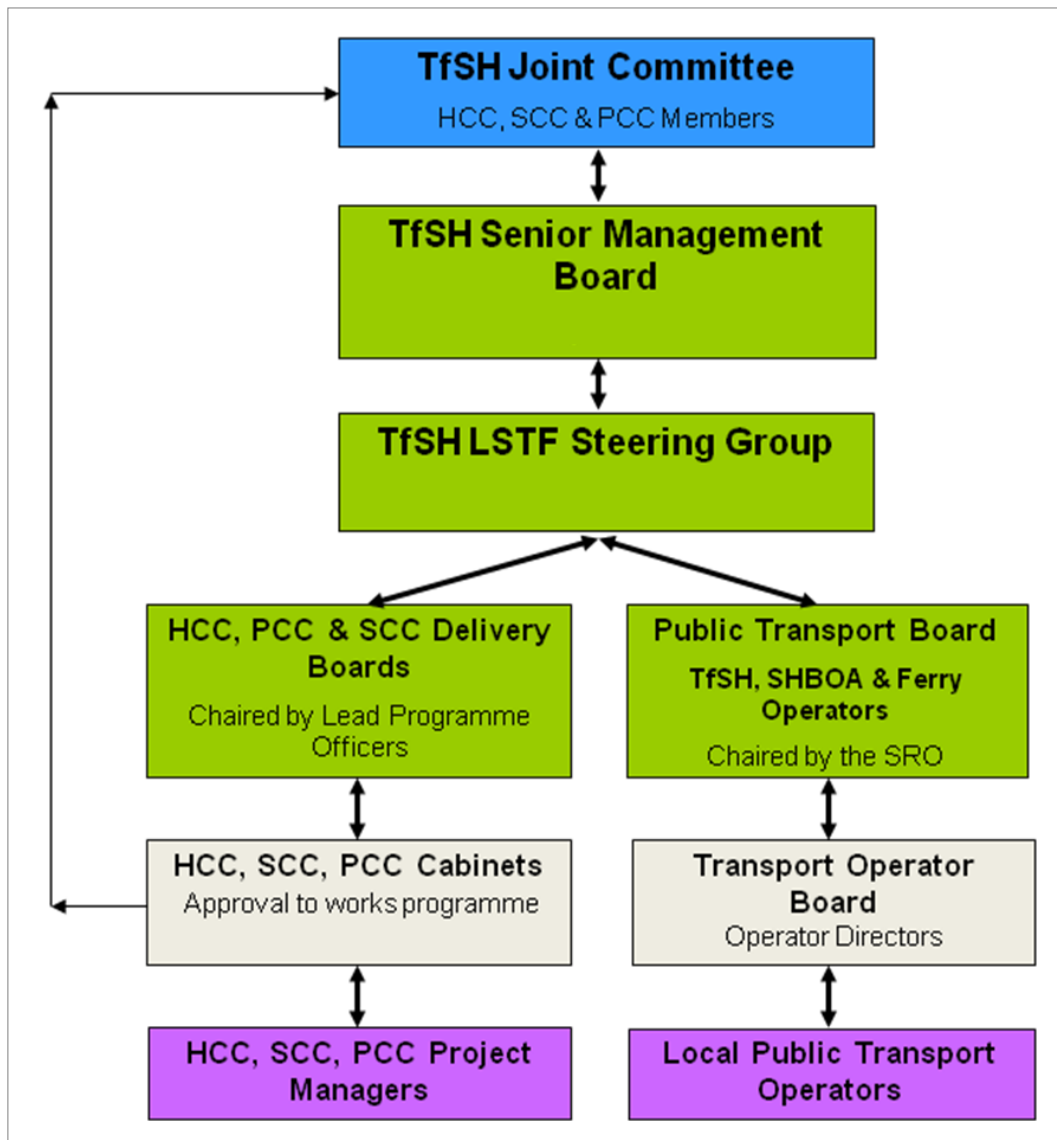 TfSH Joint Committee
HCC, SCC & PCC Members
TfSH Senior Management
Board
TfSH LSTF Steering Group
HCC, PCC & SCC Delivery
Boards
Chaired by Lead Programme
Officers
Public Transport Board
TfSH, SHBOA & Ferry
Operators
Chaired by the SRO
HCC, SCC, PCC Cabinets
Approval to works programme
Transport Operator
Board
Operator Directors
HCC, SCC, PCC Project
Managers
Local Public Transport
Operators